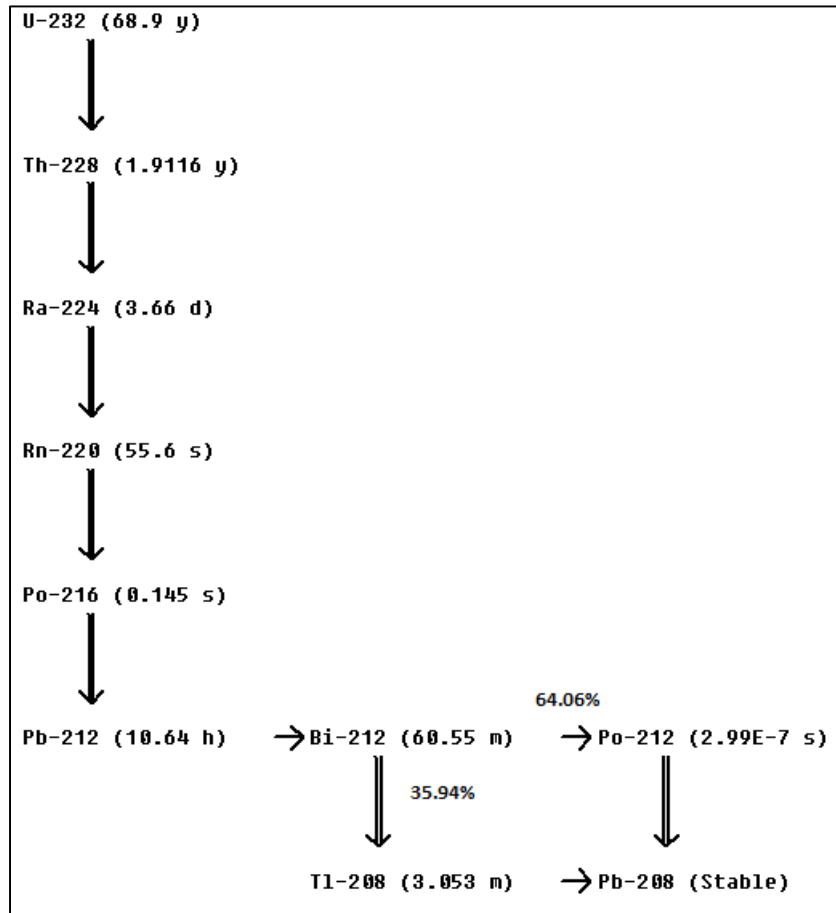 U-232 (68.9 y)
Th-228 (1.9116 y)
Ra-224 (3.66 d)
Rn-220 (55.6 s)
Po-216 (0.145 s)
64.06%
Pb-212 (10.64 h) Bi-212 (60.55 m) Po-212 (2.99E-7 s)
35.94%
Tl-208 (3.053 m) Pb-208 (Stable)